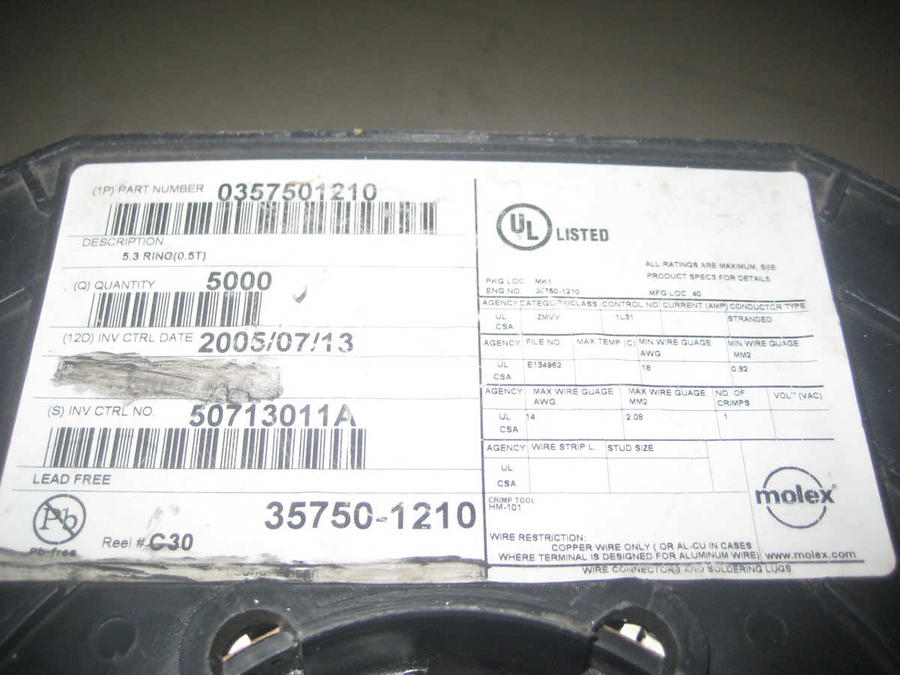 (1P) PART NUMBER 0357501210
DESCRIPTION
5.3 RING(0.5T)
(Q) QUANTITY 5000
(12D) INV CTRL DATE 2005/07/13
(S) INV CTRL NO. 50713011A
LEAD FREE
Pb
Pb-free
Reel # C30
35750-1210
UL LISTED
ALL RATINGS ARE MAXIMUM, SEE
PRODUCT SPECS FOR DETAILS
PKG LOC MK1
ENG NO. 35750-1210 MFG LOC 40
AGENCY CATEGORY/CLASS CONTROL NO CURRENT (AMP) CONDUCTOR TYPE
UL ZMVV 1L31 STRANDED
CSA
AGENCY FILE NO MAX TEMP (C) MIN WIRE GUAGE MIN WIRE GUAGE
AWG MM2
UL E134962 18 0.82
CSA
AGENCY MAX WIRE GUAGE MAX WIRE GUAGE NO. OF VOLT (VAC)
AWG MM2 CRIMPS
UL 14 2.08 1
CSA
AGENCY WIRE STRIP L. STUD SIZE
UL
CSA
CRIMP TOOL
HM-101
molex
WIRE RESTRICTION:
COPPER WIRE ONLY ( OR AL-CU IN CASES
WHERE TERMINAL IS DESIGNED FOR ALUMINUM WIRE) www.molex.com
WIRE CONNECTORS AND SOLDERING LUGS